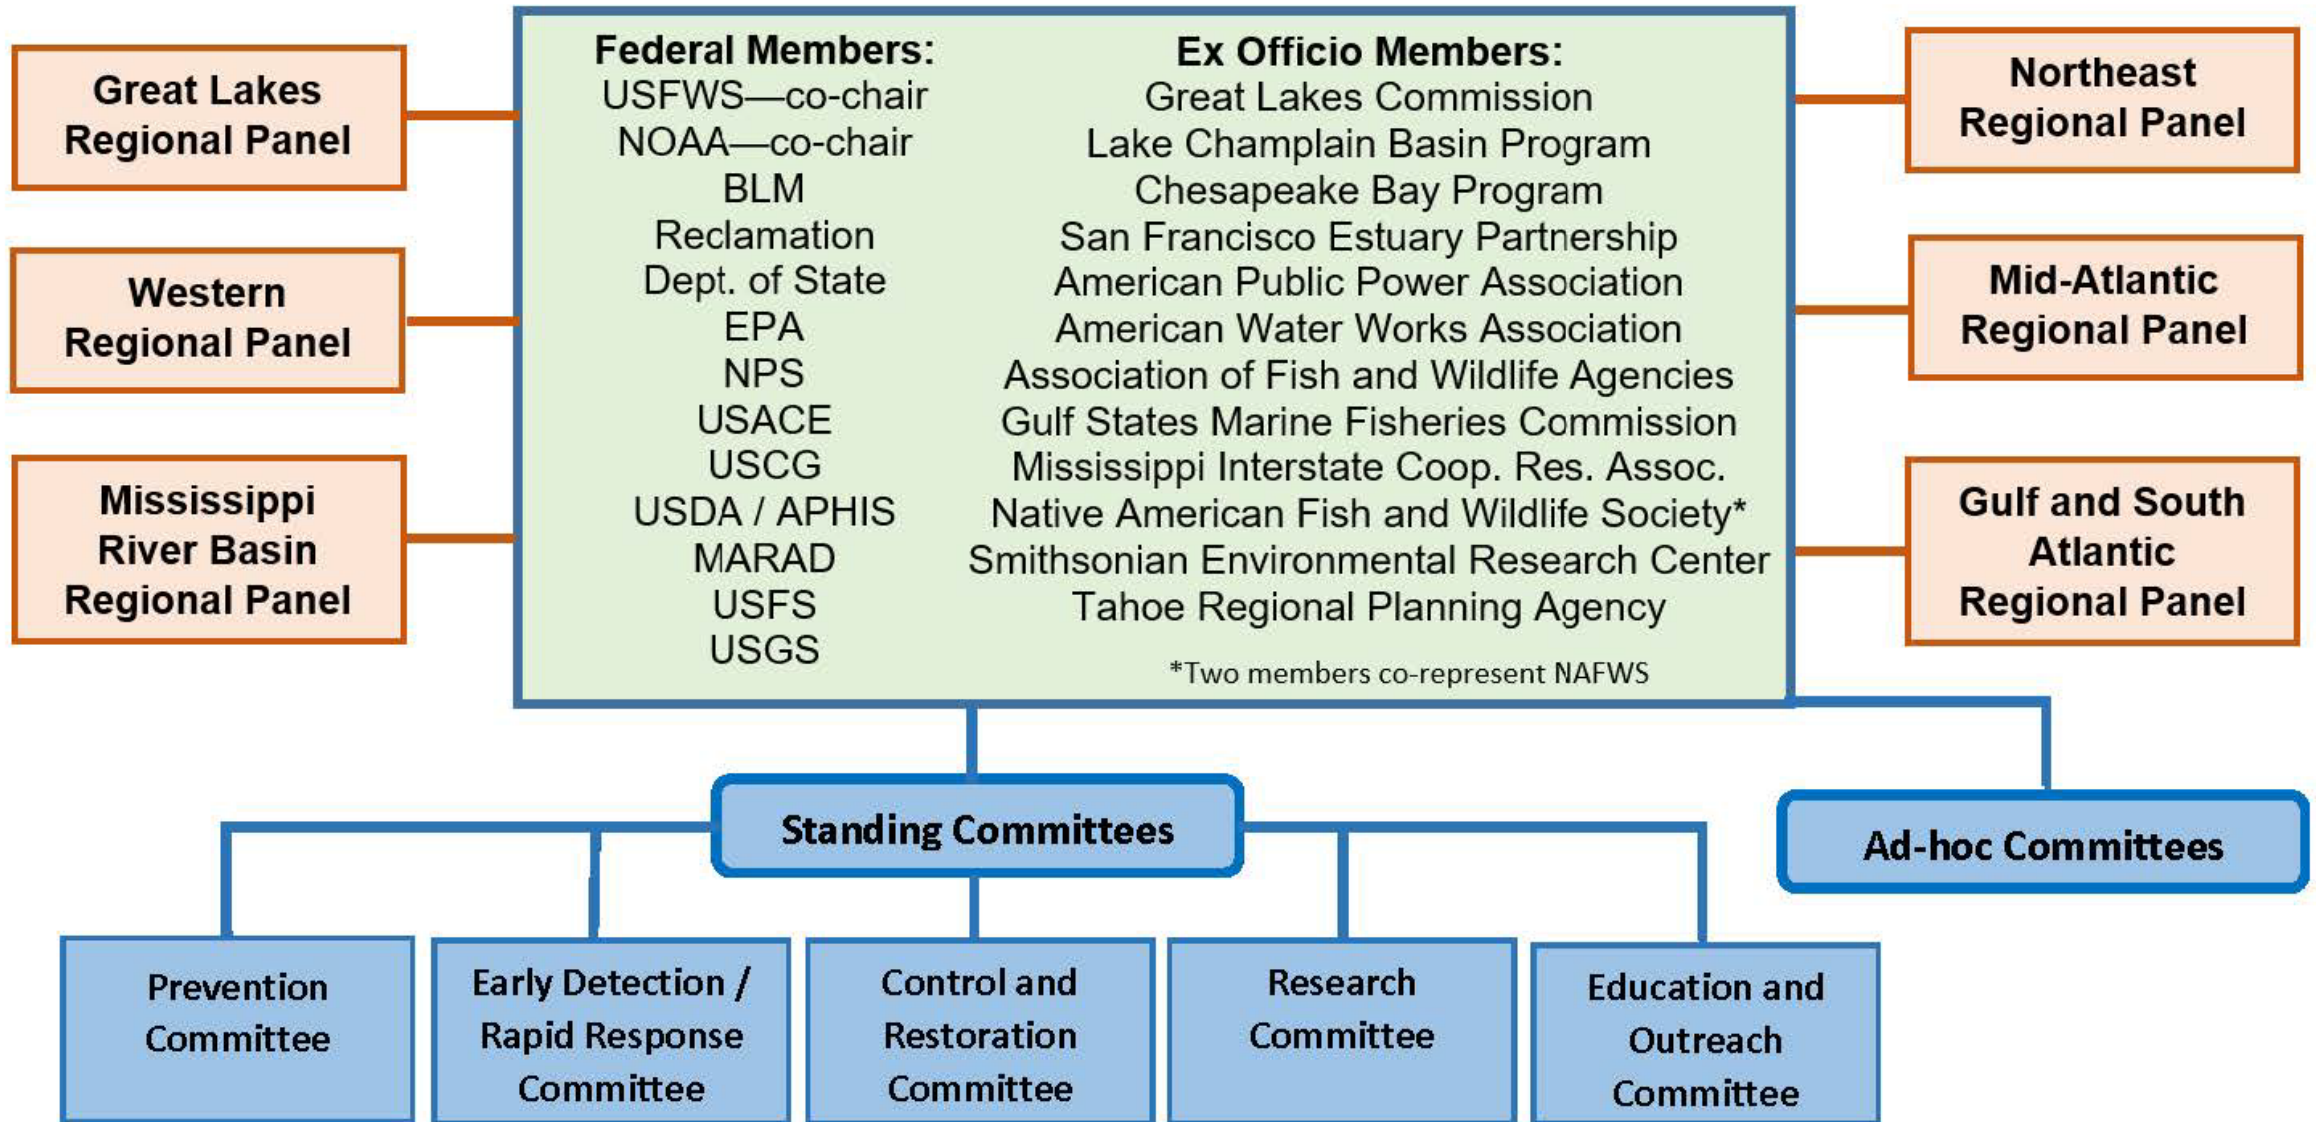 Great Lakes
Regional Panel
Western
Regional Panel
Mississippi
River Basin
Regional Panel
Federal Members:
USFWS—co-chair
NOAA—co-chair
BLM
Reclamation
Dept. of State
EPA
NPS
USACE
USCG
USDA / APHIS
MARAD
USFS
USGS
Ex Officio Members:
Great Lakes Commission
Lake Champlain Basin Program
Chesapeake Bay Program
San Francisco Estuary Partnership
American Public Power Association
American Water Works Association
Association of Fish and Wildlife Agencies
Gulf States Marine Fisheries Commission
Mississippi Interstate Coop. Res. Assoc.
Native American Fish and Wildlife Society*
Smithsonian Environmental Research Center
Tahoe Regional Planning Agency
*Two members co-represent NAFWS
Northeast
Regional Panel
Mid-Atlantic
Regional Panel
Gulf and South
Atlantic
Regional Panel
Standing Committees
Ad-hoc Committees
Prevention
Committee
Early Detection /
Rapid Response
Committee
Control and
Restoration
Committee
Research
Committee
Education and
Outreach
Committee